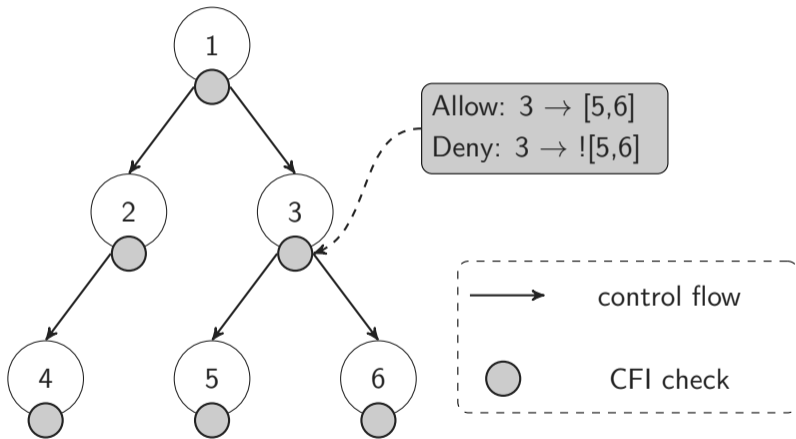 1
Allow: 3 → [5,6]
Deny: 3 → ![5,6]
2
3
control flow
4
5
6
CFI check